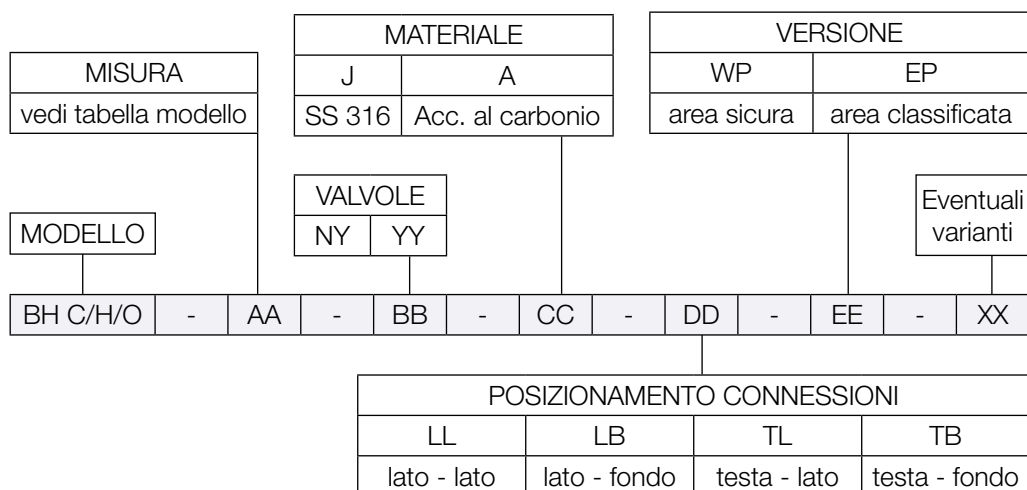 MISURA
vedi tabella modello
MATERIALE
J A
SS 316 Acc. al carbonio
VERSIONE
WP EP
area sicura area classificata
MODELLO
VALVOLE
NY YY
Eventuali
varianti
BH C/H/O - AA - BB - CC - DD - EE - XX
POSIZIONAMENTO CONNESSIONI
LL LB TL TB
lato - lato lato - fondo testa - lato testa - fondo